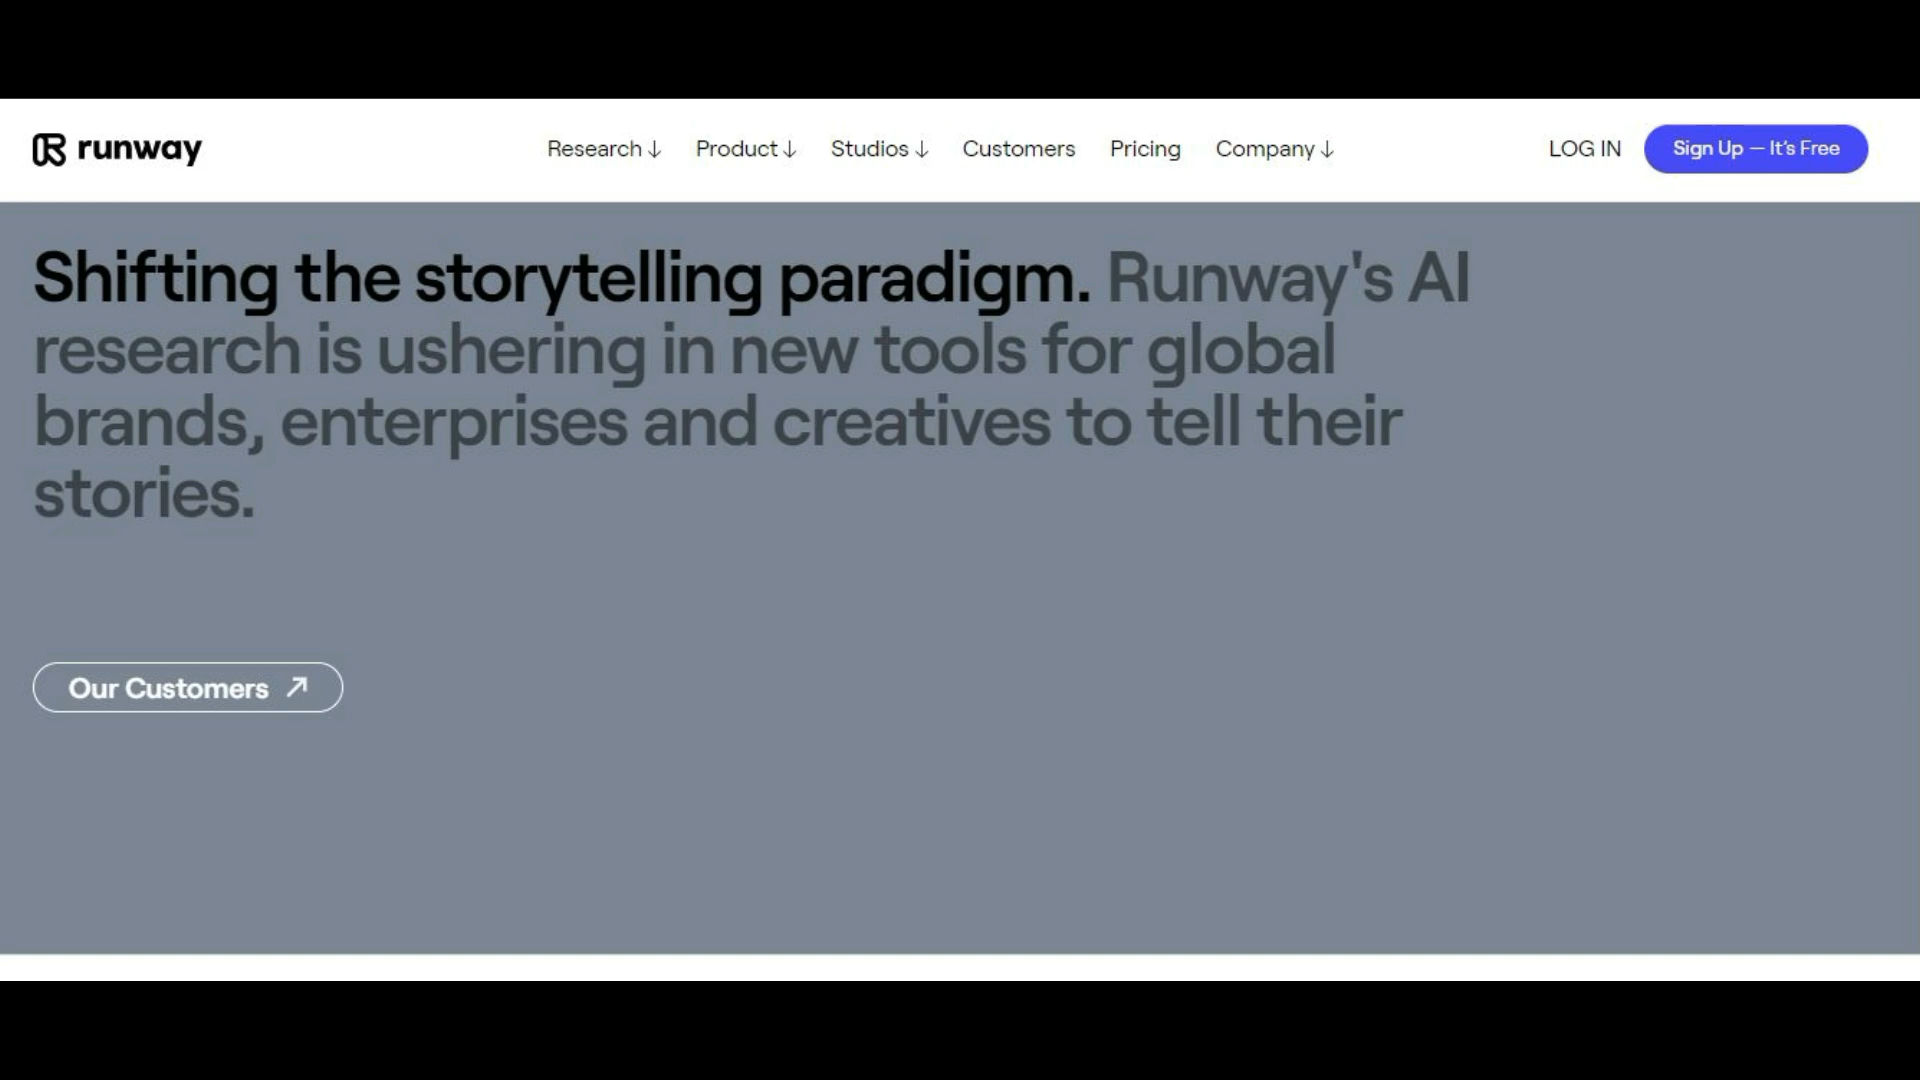 runway
Research ↓ Product ↓ Studios ↓ Customers Pricing Company ↓
LOG IN
Sign Up — It's Free
Shifting the storytelling paradigm. Runway's AI
research is ushering in new tools for global
brands, enterprises and creatives to tell their
stories.
Our Customers ↗